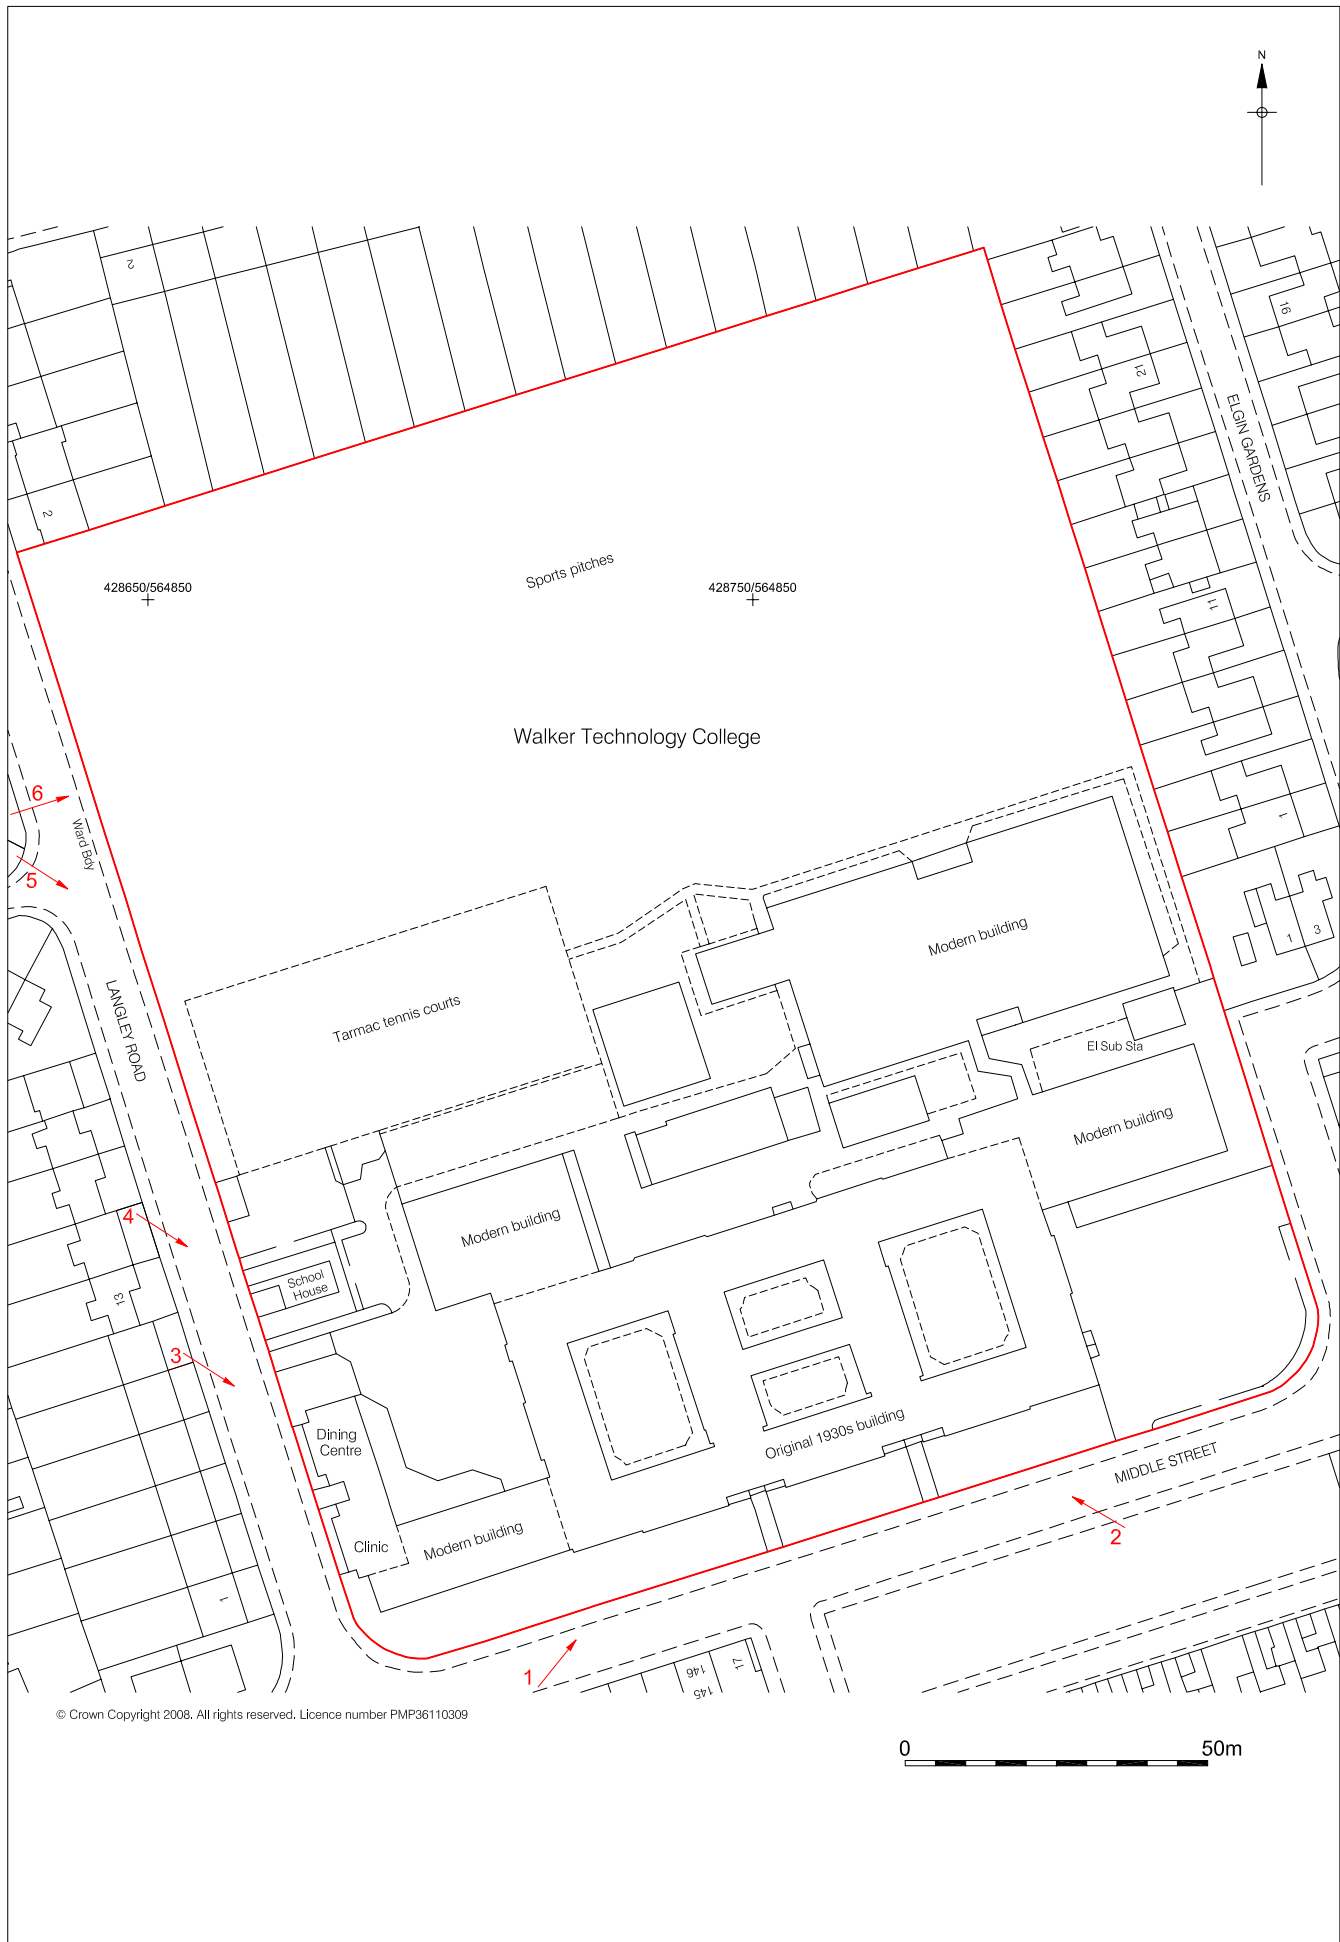 N
2
2
16
21
ELGIN GARDENS
Sports pitches
428650/564850
428750/564850
11
Walker Technology College
6
Ward Bdy
5
1
1
3
Modern building
LANGLEY ROAD
Tarmac tennis courts
El Sub Sta
Modern building
4
Modern building
School
House
13
3
Dining
Centre
Original 1930s building
MIDDLE STREET
2
Clinic
Modern building
1
1
146
145
17
© Crown Copyright 2008. All rights reserved. Licence number PMP36110309
0
50m